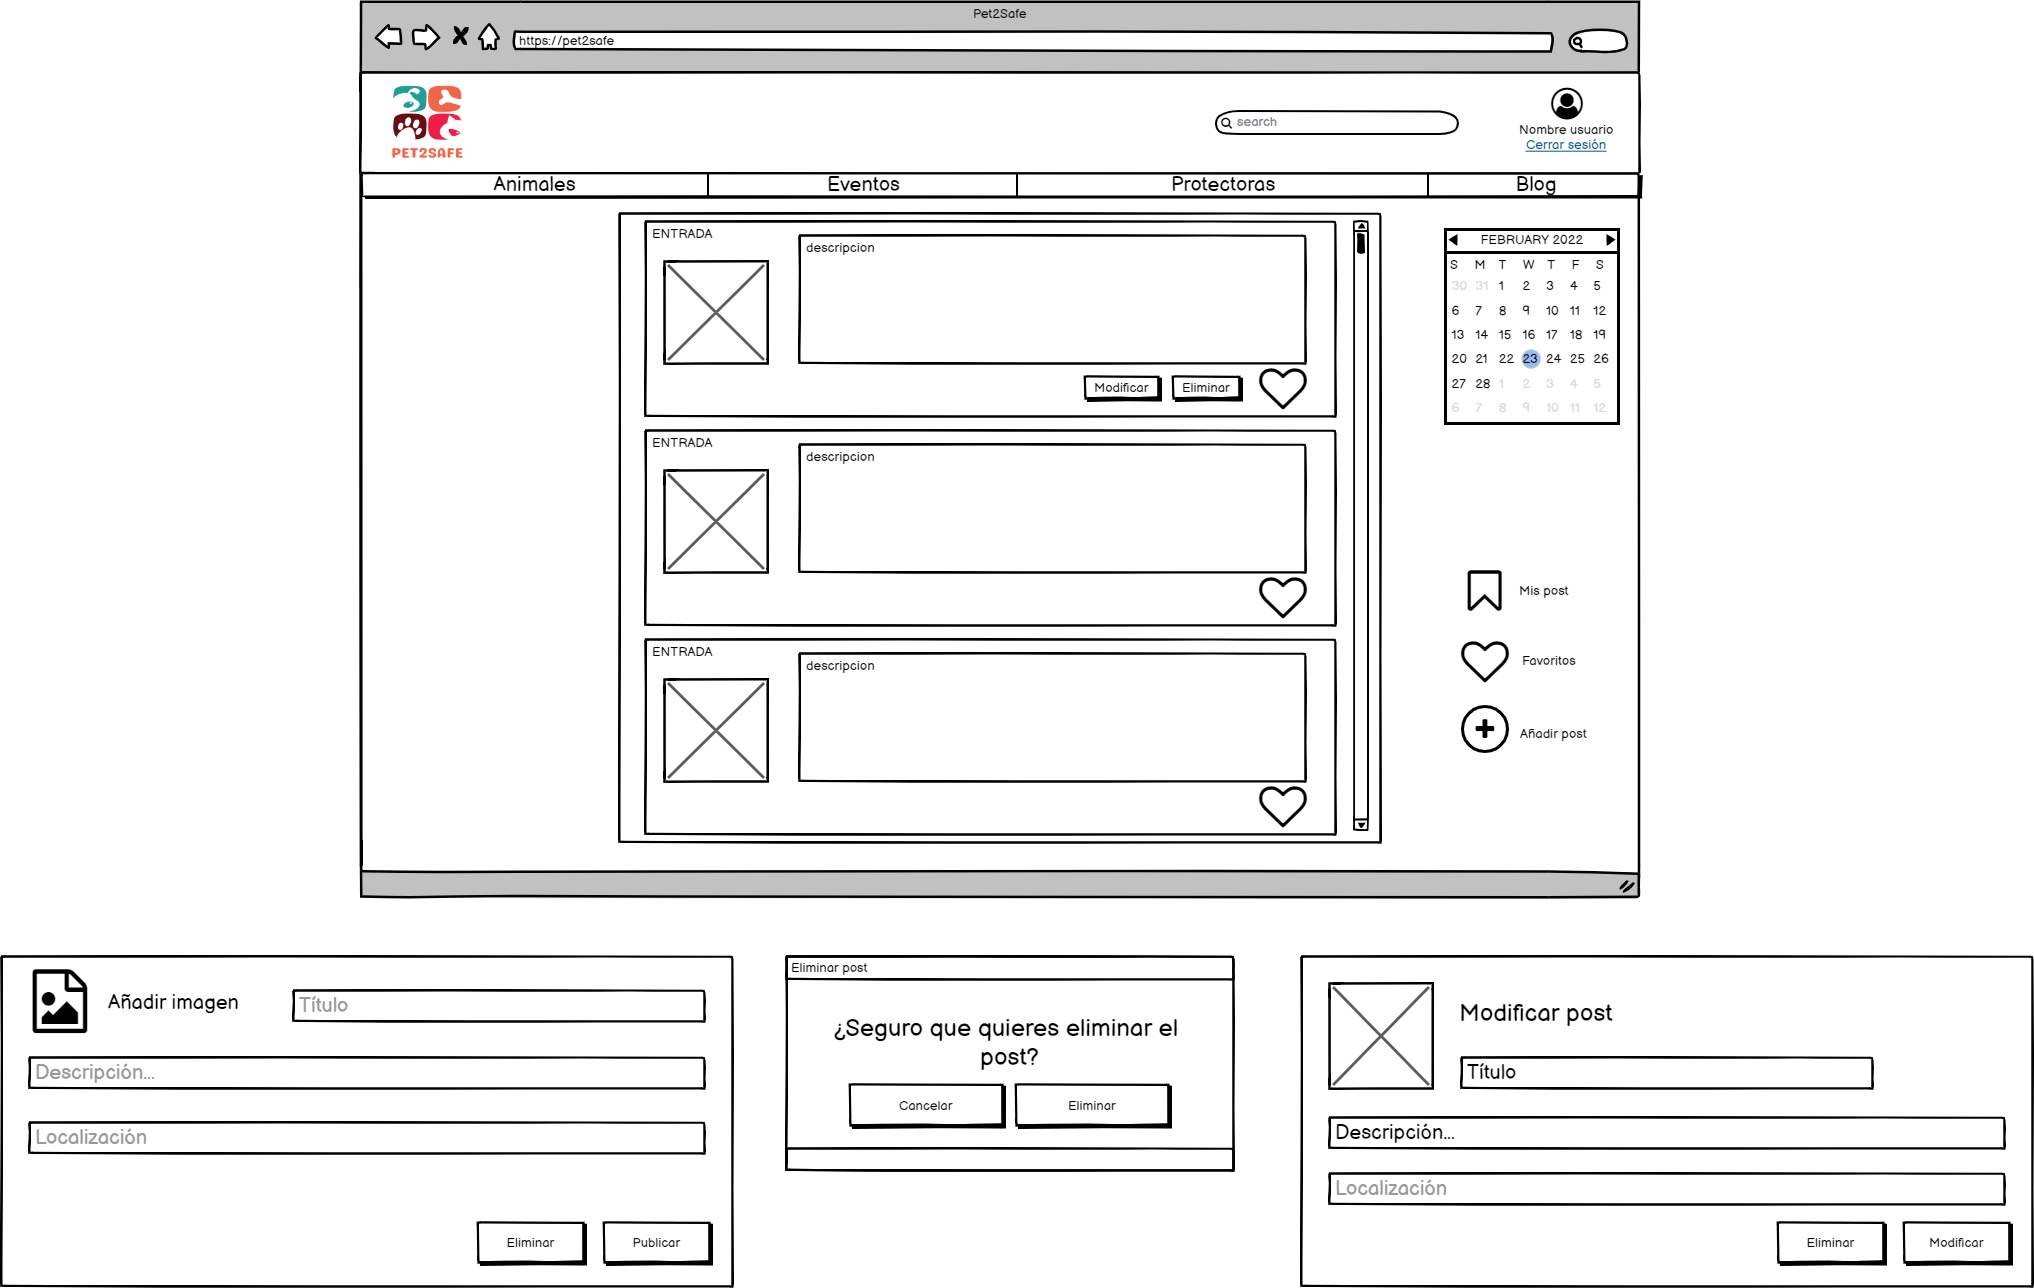 Pet2Safe
https://pet2safe
PET2SAFE
search
Nombre usuario
Cerrar sesión
Animales Eventos Protectoras Blog
ENTRADA
descripcion
Modificar Eliminar
ENTRADA
descripcion
ENTRADA
descripcion
FEBRUARY 2022
S M T W T F S
30 31 1 2 3 4 5
6 7 8 9 10 11 12
13 14 15 16 17 18 19
20 21 22 23 24 25 26
27 28 1 2 3 4 5
6 7 8 9 10 11 12
Mis post
Favoritos
Añadir post
Añadir imagen
Título
Descripción...
Localización
Eliminar Publicar
Eliminar post
¿Seguro que quieres eliminar el
post?
Cancelar Eliminar
Modificar post
Título
Descripción...
Localización
Eliminar Modificar